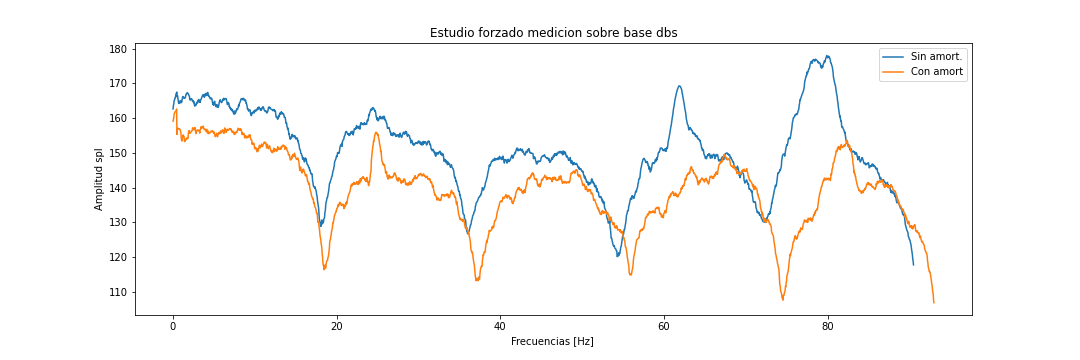 Estudio forzado medicion sobre base dbs
Sin amort.
Con amort
Amplitud spl
180
170
160
150
140
130
120
110
0
20
40
60
80
Frecuencias [Hz]